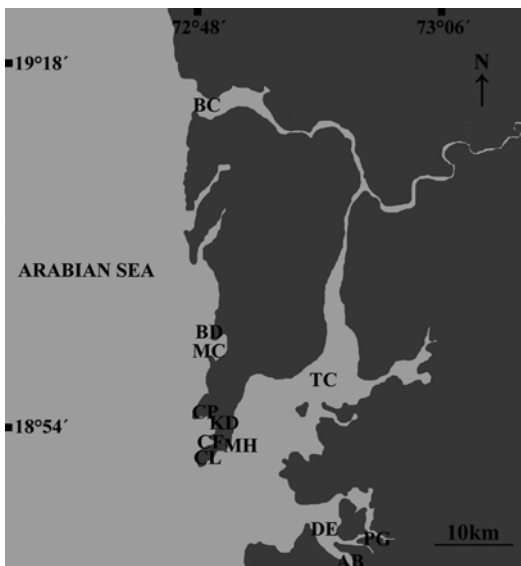 72°48´
73°06´
19°18´
N
BC
ARABIAN SEA
BD
MC
TC
CP
KD
18°54´
CF
MH
CL
DE
PG
10km
AB